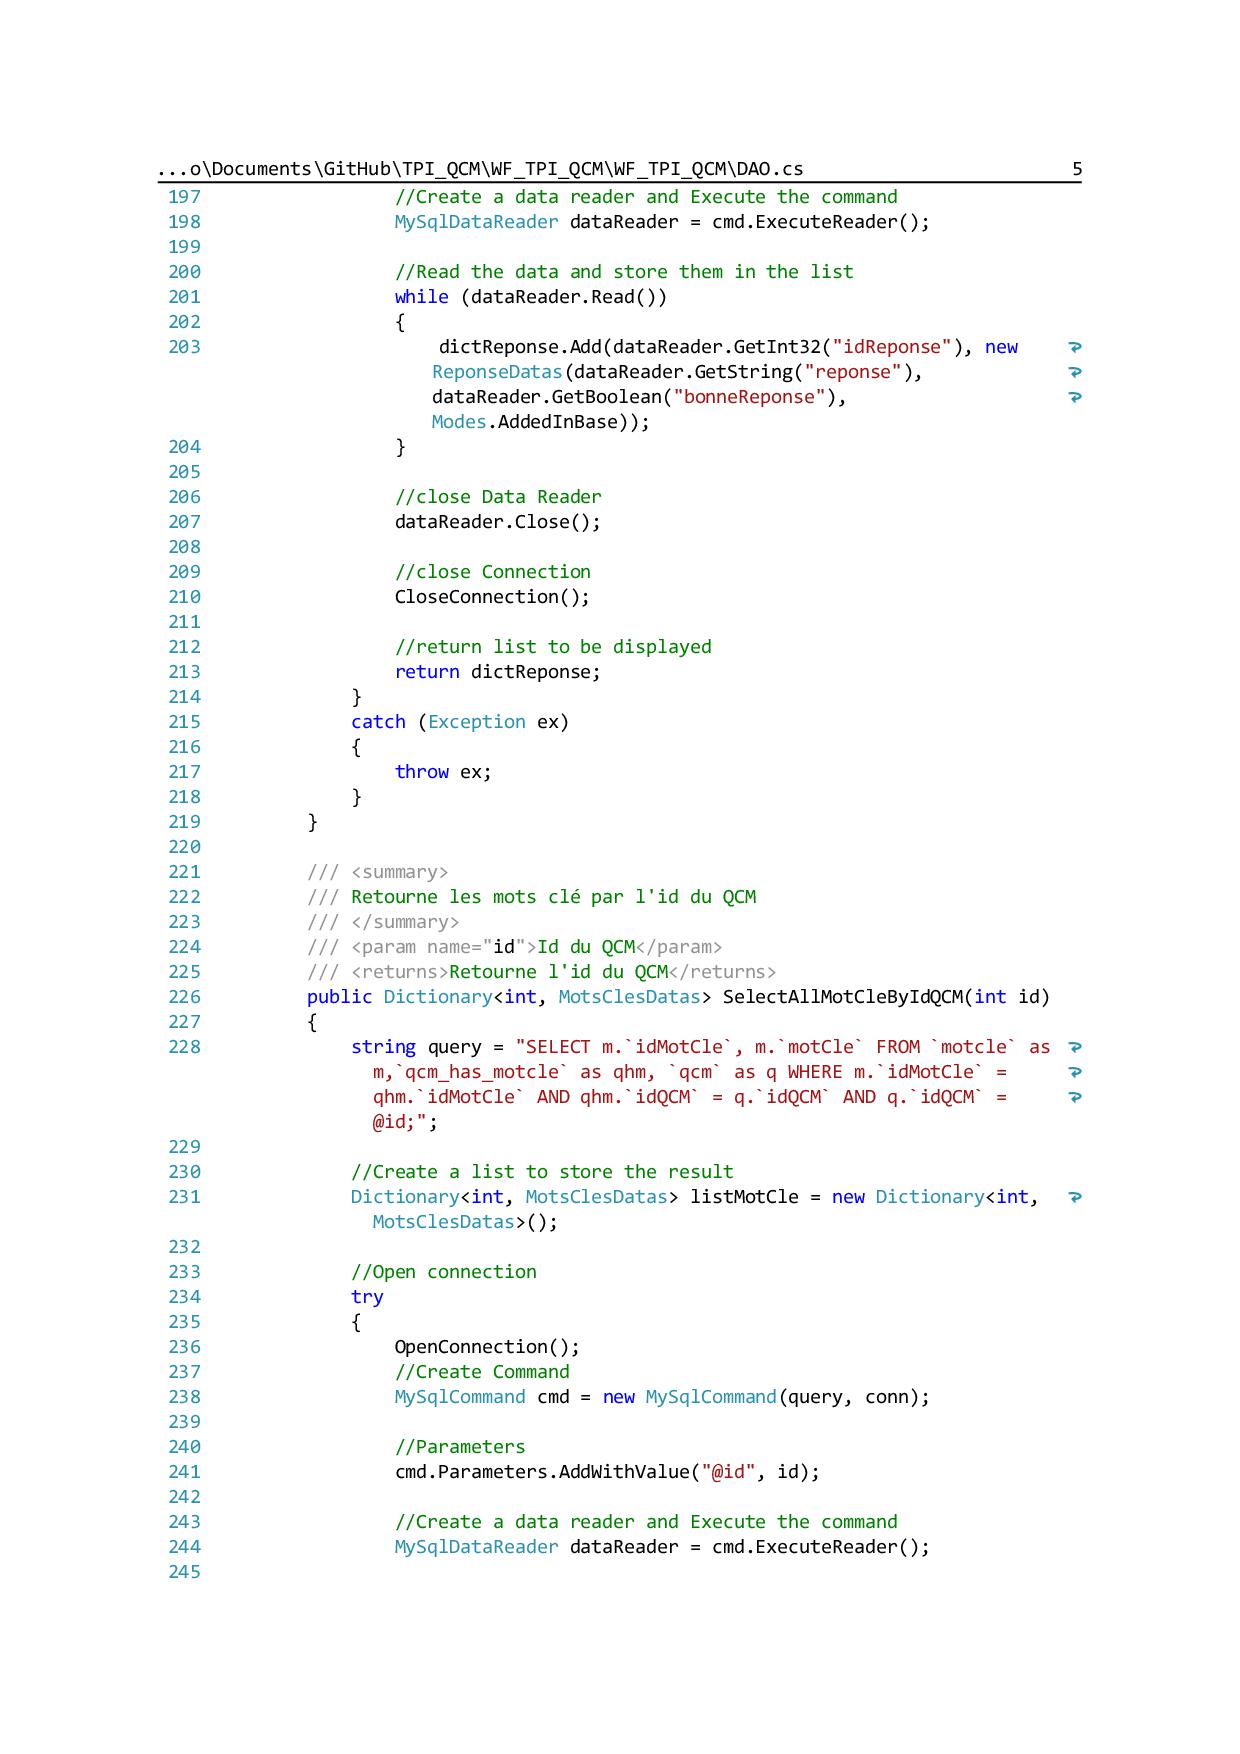 ...o\Documents\GitHub\TPI_QCM\WF_TPI_QCM\WF_TPI_QCM\DAO.cs 5
197 //Create a data reader and Execute the command
198 MySqlDataReader dataReader = cmd.ExecuteReader();
199
200 //Read the data and store them in the list
201 while (dataReader.Read())
202 {
203 dictReponse.Add(dataReader.GetInt32("idReponse"), new
ReponseDatas(dataReader.GetString("reponse"),
dataReader.GetBoolean("bonneReponse"),
Modes.AddedInBase));
204 }
205
206 //close Data Reader
207 dataReader.Close();
208
209 //close Connection
210 CloseConnection();
211
212 //return list to be displayed
213 return dictReponse;
214 }
215 catch (Exception ex)
216 {
217 throw ex;
218 }
219 }
220
221 /// <summary>
222 /// Retourne les mots clé par l'id du QCM
223 /// </summary>
224 /// <param name="id">Id du QCM</param>
225 /// <returns>Retourne l'id du QCM</returns>
226 public Dictionary<int, MotsClesDatas> SelectAllMotCleByIdQCM(int id)
227 {
228 string query = "SELECT m.`idMotCle`, m.`motCle` FROM `motcle` as
m,`qcm_has_motcle` as qhm, `qcm` as q WHERE m.`idMotCle` =
qhm.`idMotCle` AND qhm.`idQCM` = q.`idQCM` AND q.`idQCM` =
@id;";
229
230 //Create a list to store the result
231 Dictionary<int, MotsClesDatas> listMotCle = new Dictionary<int,
MotsClesDatas>();
232
233 //Open connection
234 try
235 {
236 OpenConnection();
237 //Create Command
238 MySqlCommand cmd = new MySqlCommand(query, conn);
239
240 //Parameters
241 cmd.Parameters.AddWithValue("@id", id);
242
243 //Create a data reader and Execute the command
244 MySqlDataReader dataReader = cmd.ExecuteReader();
245